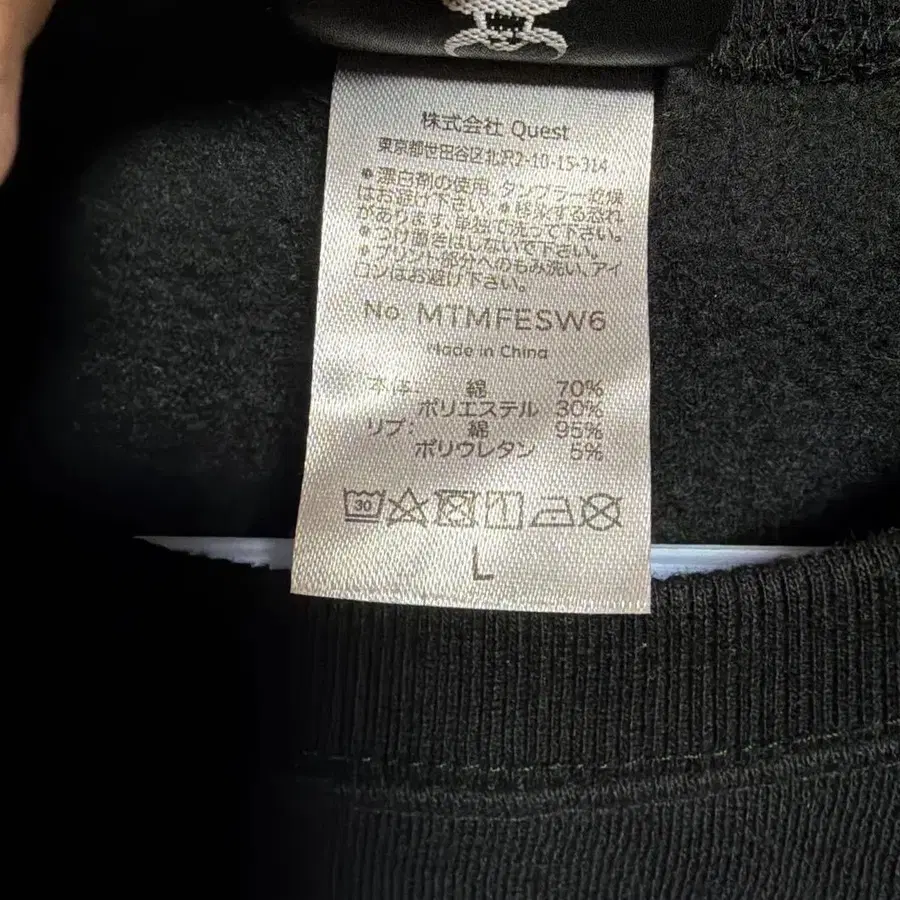 株式会社 Quest
東京都世田谷区北沢2-10-15-314
●漂白剤の使用、タンブラー乾燥
はお避け下さい。●移染する恐れ
があります、単独で洗って下さい。
●つけ置きはしないで下さい。
●プリント部分へのもみ洗い、アイ
ロンはお避け下さい。
No. MTMFESW6
Made in China
本体: 綿 70%
ポリエステル 30%
リブ: 綿 95%
ポリウレタン 5%
30
L